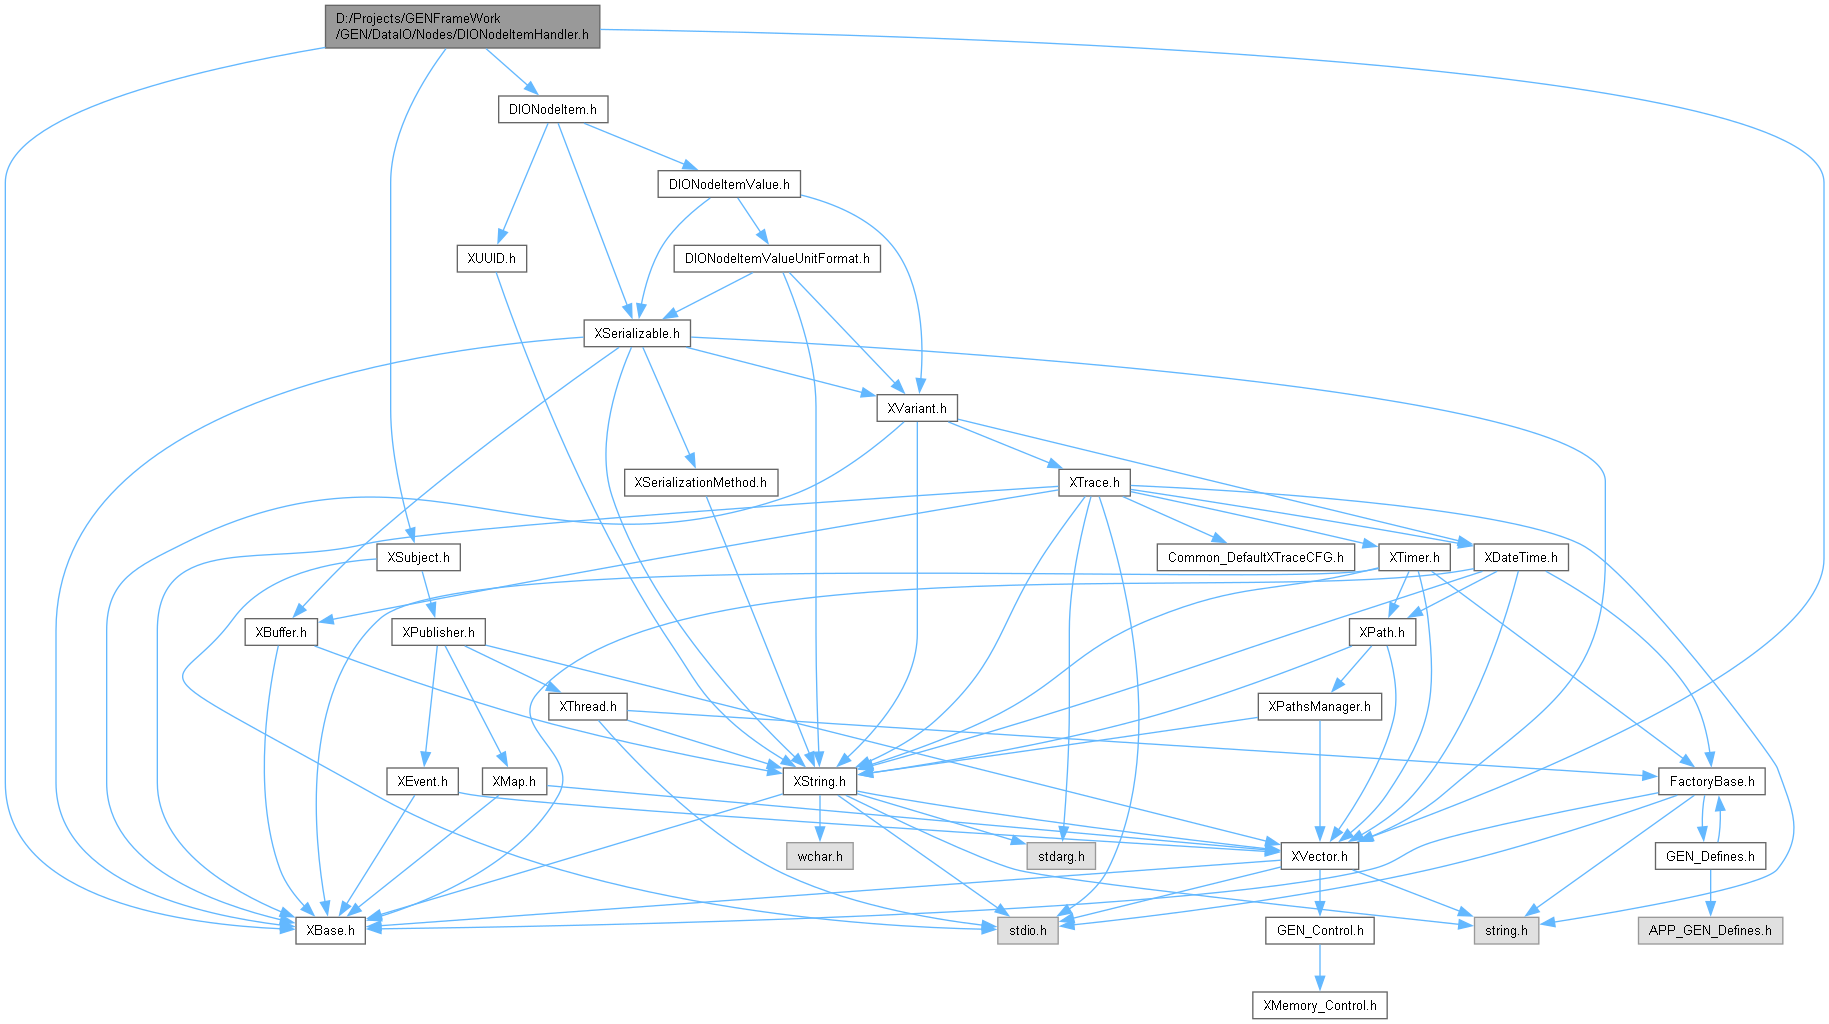 D:/Projects/GENFrameWork
/GEN/DataIO/Nodes/DIONodeItemHandler.h
DIONodeItem.h
DIONodeItemValue.h
XUUID.h
DIONodeItemValueUnitFormat.h
XSerializable.h
XVariant.h
XSerializationMethod.h
XTrace.h
XSubject.h
Common_DefaultXTraceCFG.h
XTimer.h
XDateTime.h
XBuffer.h
XPublisher.h
XPath.h
XThread.h
XPathsManager.h
XEvent.h
XMap.h
XString.h
FactoryBase.h
wchar.h
stdarg.h
XVector.h
GEN_Defines.h
XBase.h
stdio.h
GEN_Control.h
string.h
APP_GEN_Defines.h
XMemory_Control.h